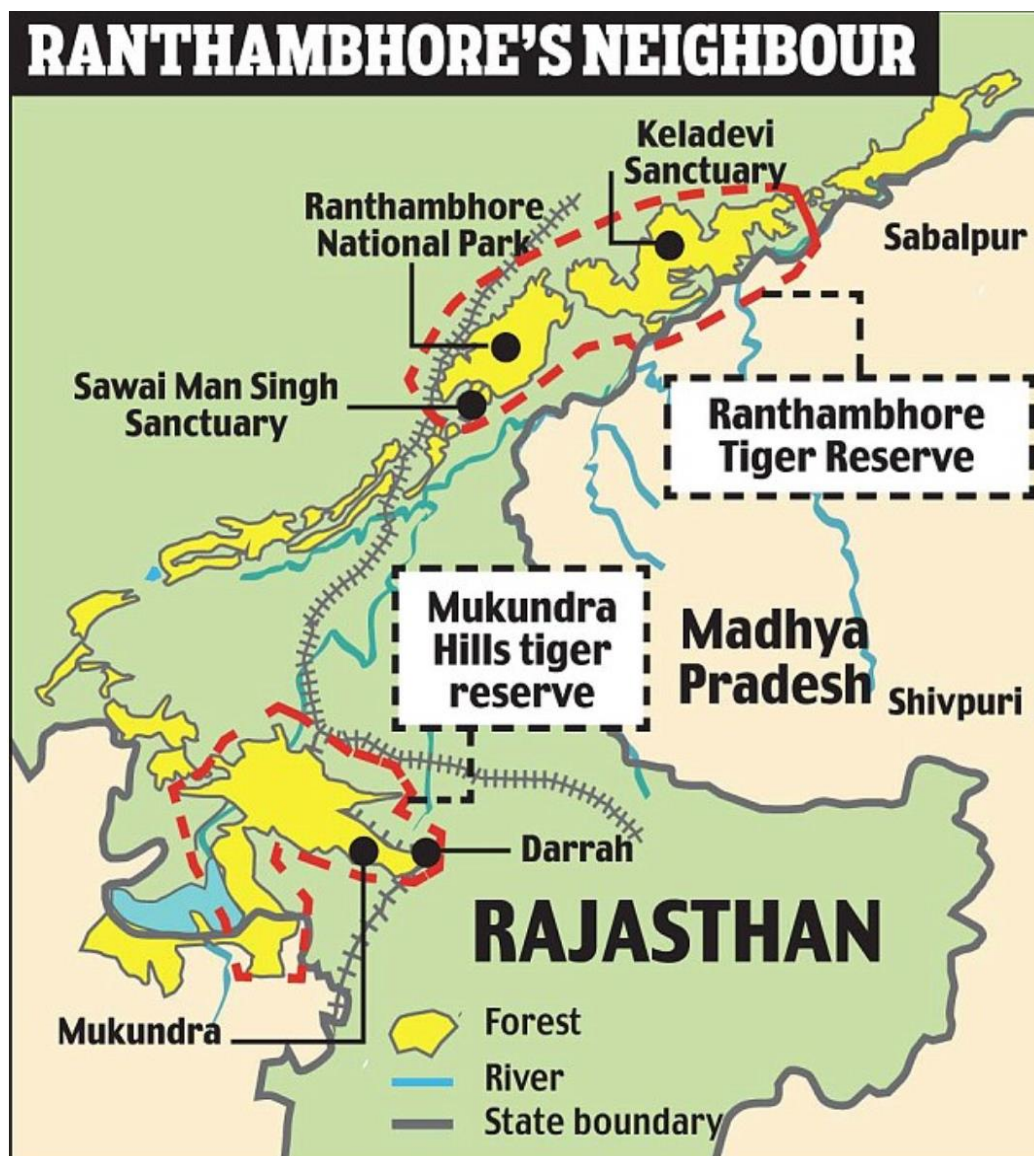 RANTHAMBHORE'S NEIGHBOUR
Keladevi
Sanctuary
Ranthambhore
National Park
Sabalpur
Sawai Man Singh
Sanctuary
Ranthambhore
Tiger Reserve
Mukundra
Hills tiger
reserve
Madhya
Pradesh
Shivpuri
Darrah
RAJASTHAN
Mukundra
Forest
River
State boundary